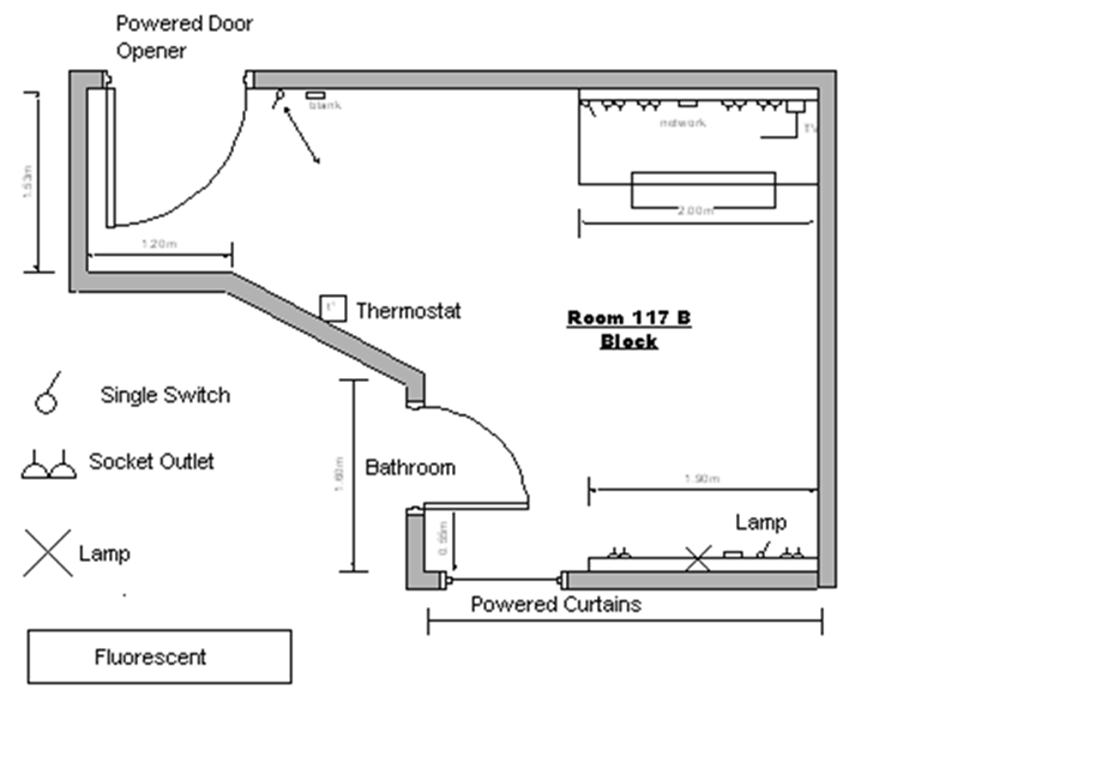 Powered Door
Opener
blank
network
TV
1.53m
2.00m
1.20m
t°
Thermostat
Room 117 B
Block
Single Switch
Socket Outlet
Bathroom
1.60m
1.90m
Lamp
0.55m
Lamp
Powered Curtains
Fluorescent